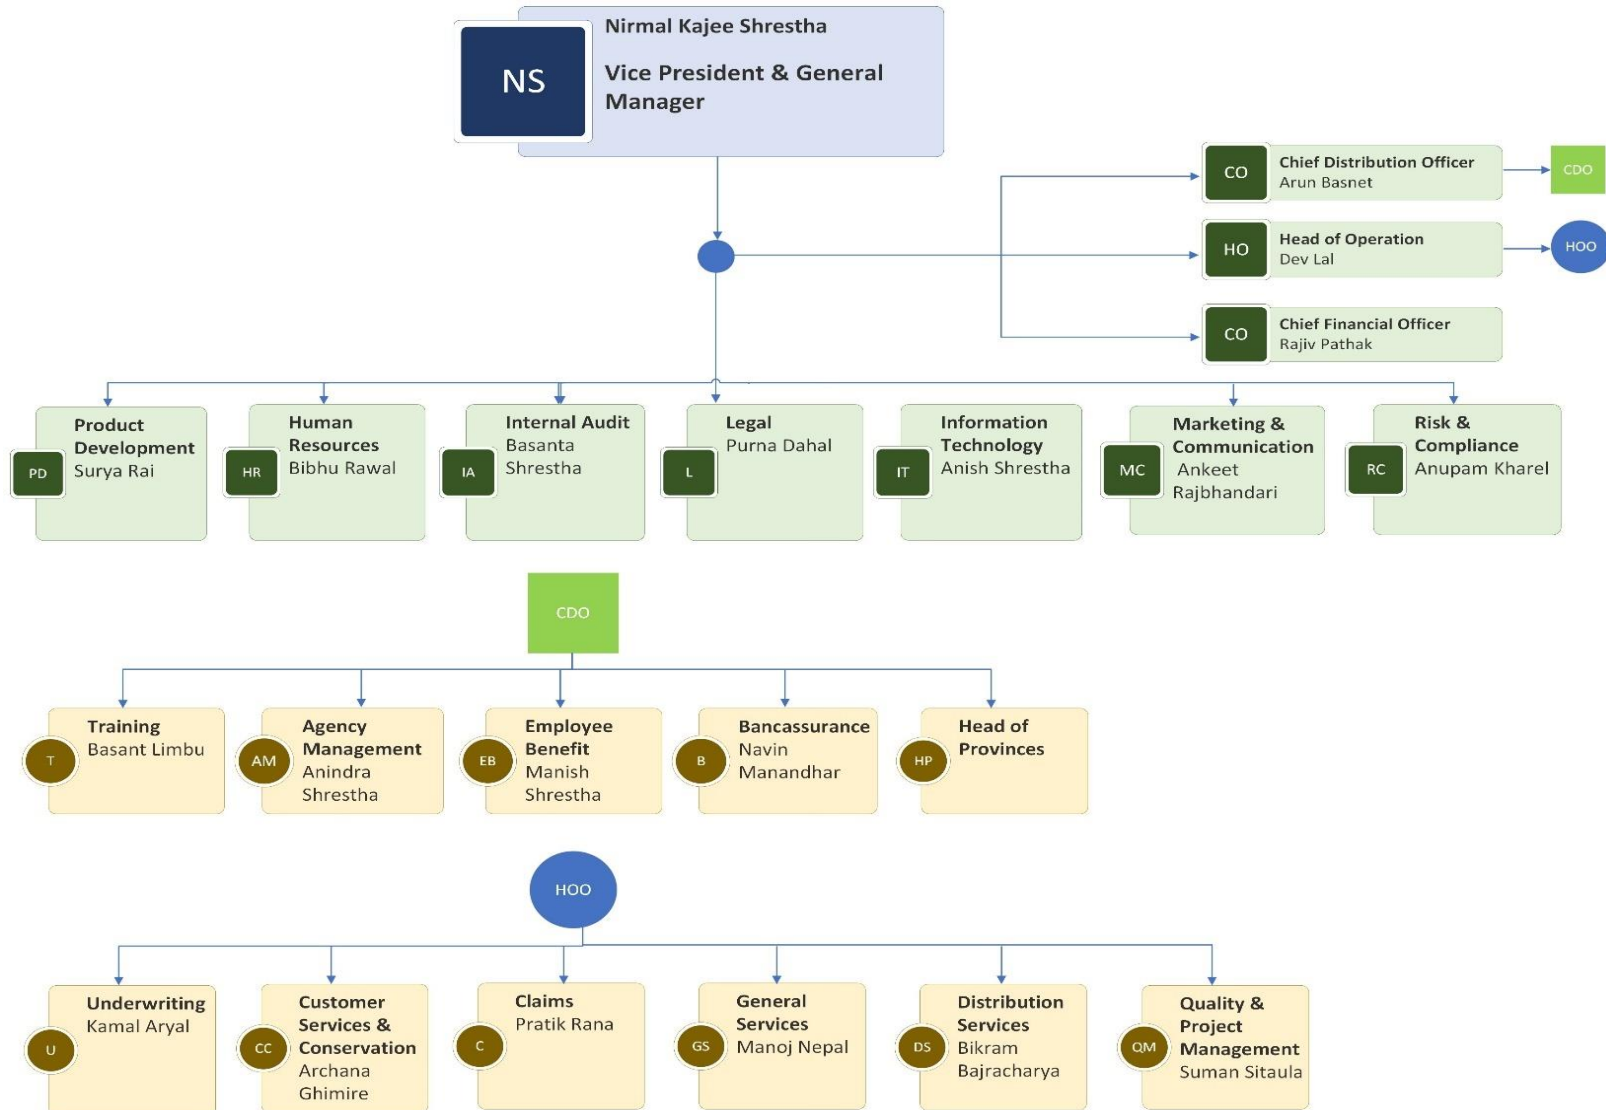 NS
Nirmal Kajee Shrestha
Vice President & General
Manager
CO
Chief Distribution Officer
Arun Basnet
CDO
HO
Head of Operation
Dev Lal
HOO
CO
Chief Financial Officer
Rajiv Pathak
PD
Product
Development
Surya Rai
HR
Human
Resources
Bibhu Rawal
IA
Internal Audit
Basanta
Shrestha
L
Legal
Purna Dahal
IT
Information
Technology
Anish Shrestha
MC
Marketing &
Communication
Ankeet
Rajbhandari
RC
Risk &
Compliance
Anupam Kharel
CDO
T
Training
Basant Limbu
AM
Agency
Management
Anindra
Shrestha
EB
Employee
Benefit
Manish
Shrestha
B
Bancassurance
Navin
Manandhar
HP
Head of
Provinces
HOO
U
Underwriting
Kamal Aryal
CC
Customer
Services &
Conservation
Archana
Ghimire
C
Claims
Pratik Rana
GS
General
Services
Manoj Nepal
DS
Distribution
Services
Bikram
Bajracharya
QM
Quality &
Project
Management
Suman Sitaula